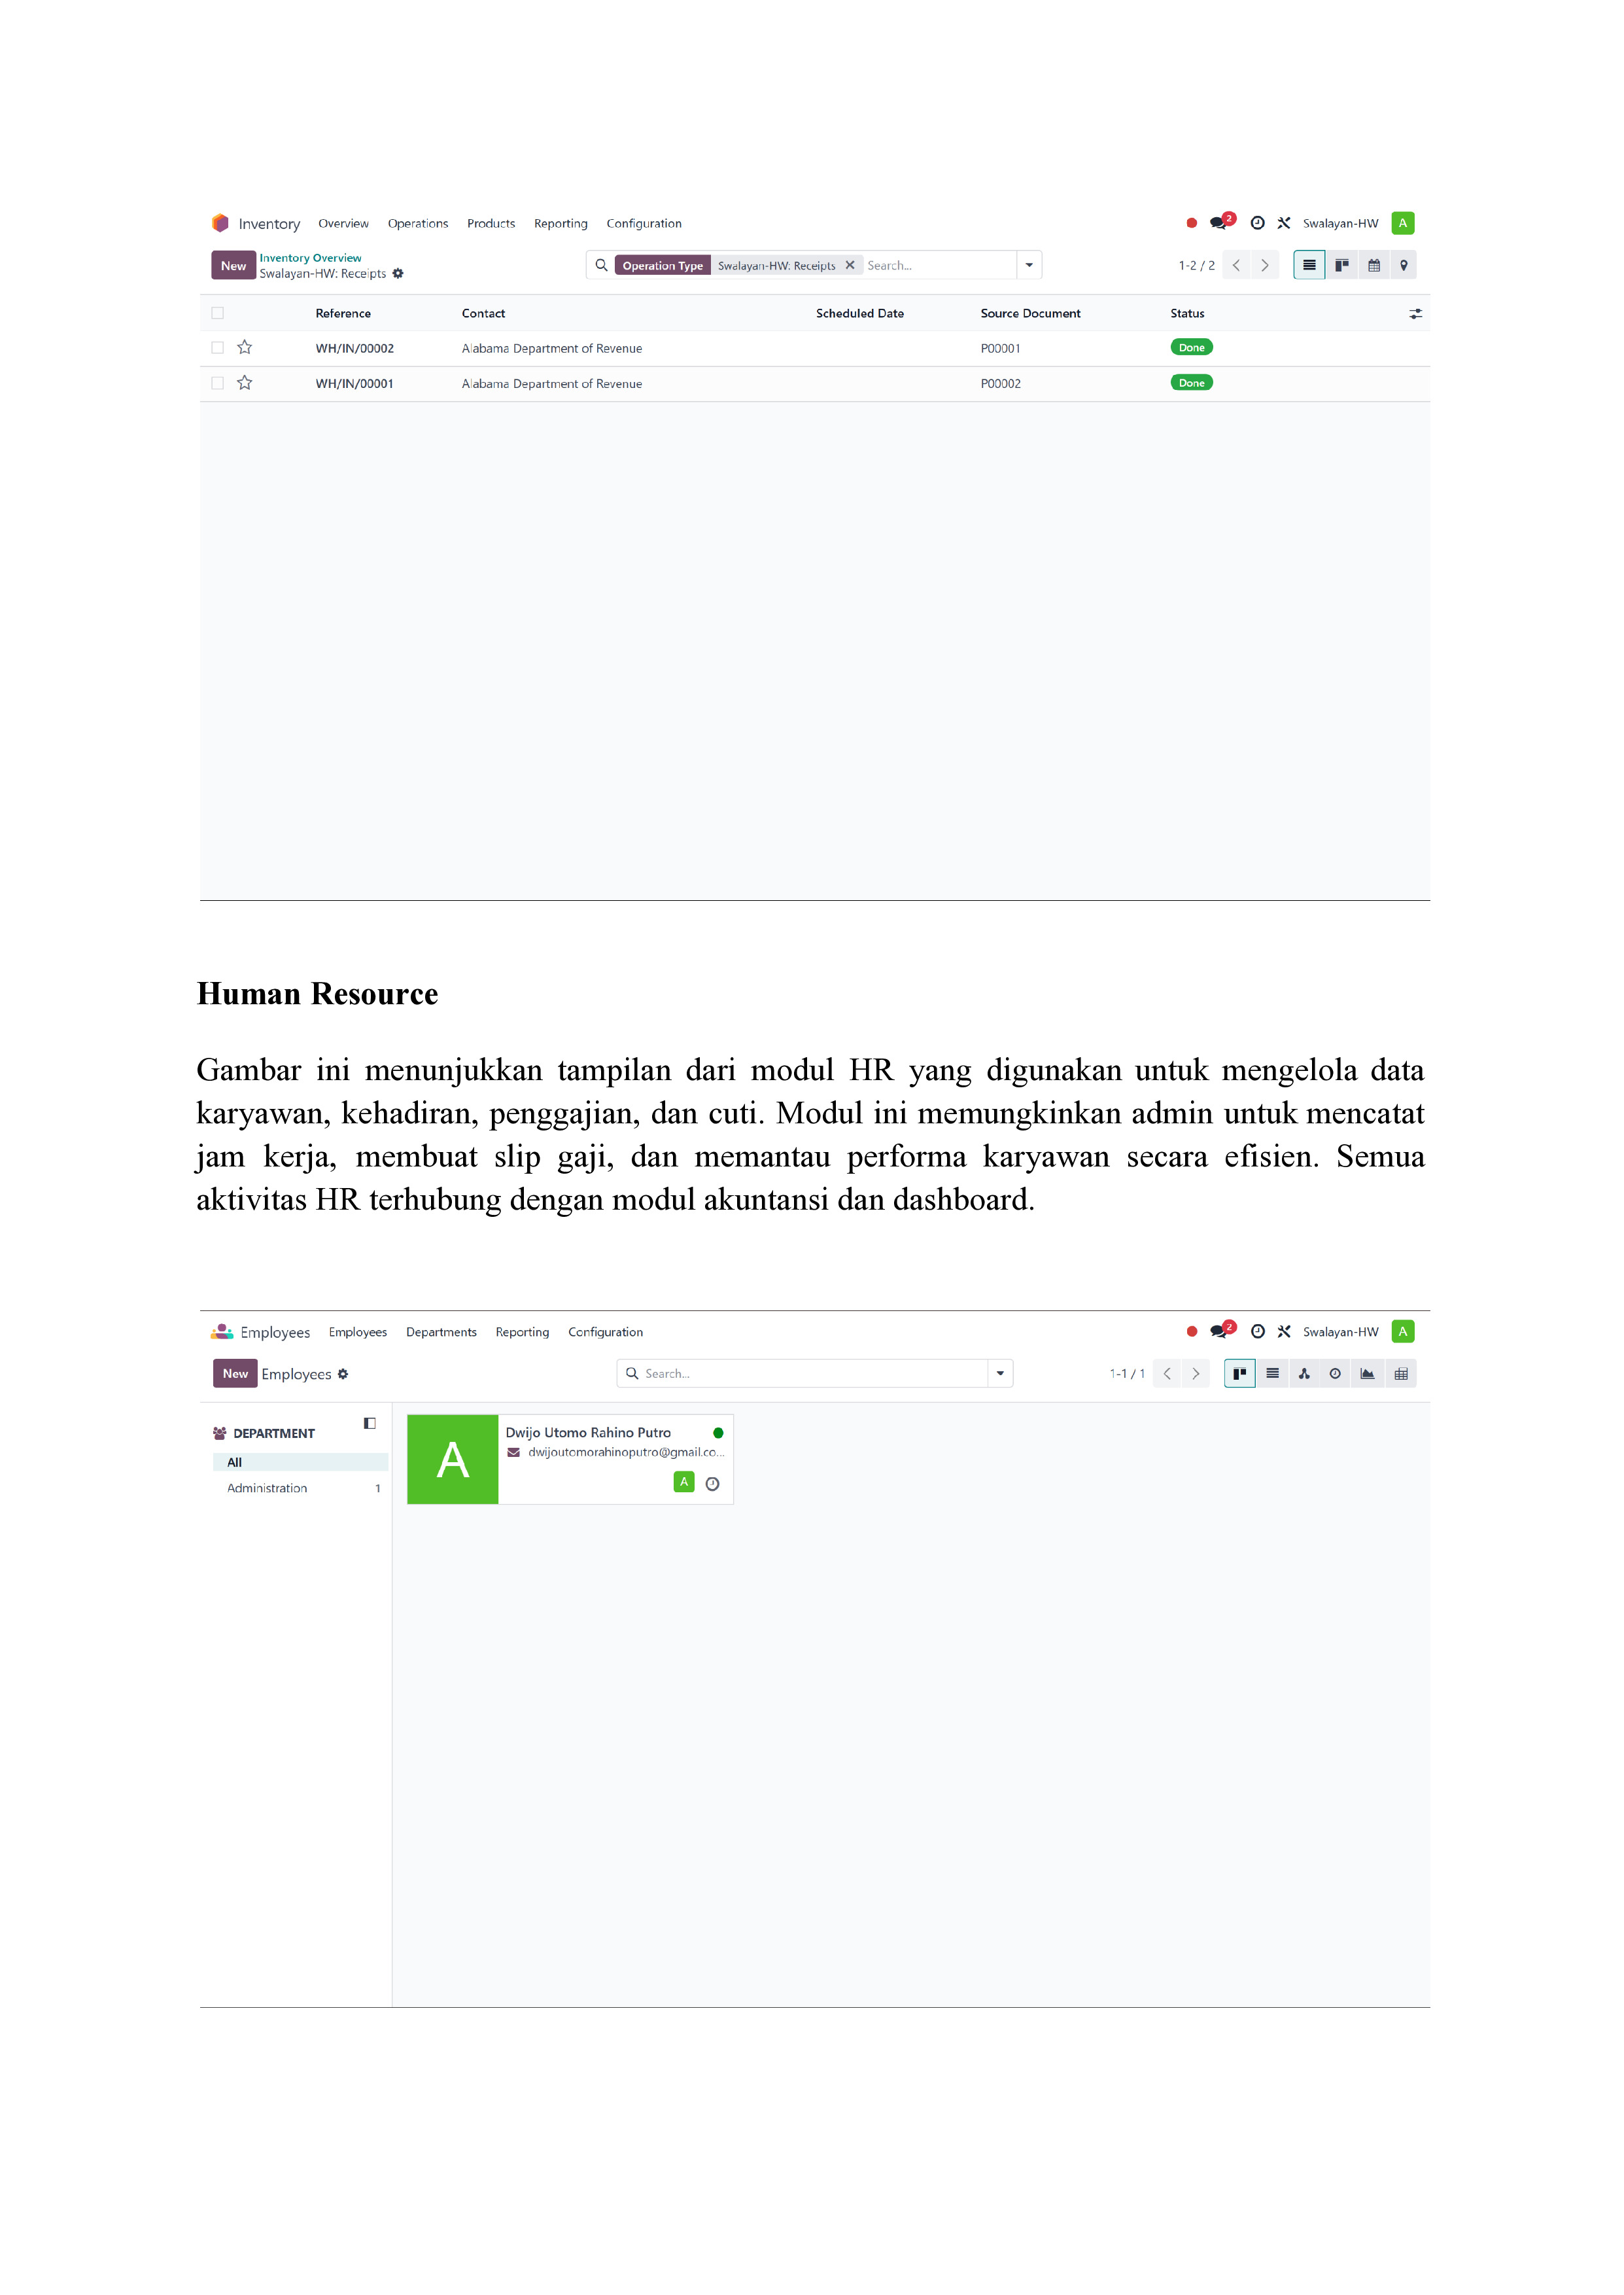 Inventory Overview Operations Products Reporting Configuration 2 Swalayan-HW A
New Inventory Overview Operation Type Swalayan-HW: Receipts Search... 1-2 / 2
Swalayan-HW: Receipts
Reference Contact Scheduled Date Source Document Status
WH/IN/00002 Alabama Department of Revenue P00001 Done
WH/IN/00001 Alabama Department of Revenue P00002 Done
Human Resource
Gambar ini menunjukkan tampilan dari modul HR yang digunakan untuk mengelola data
karyawan, kehadiran, penggajian, dan cuti. Modul ini memungkinkan admin untuk mencatat
jam kerja, membuat slip gaji, dan memantau performa karyawan secara efisien. Semua
aktivitas HR terhubung dengan modul akuntansi dan dashboard.
Employees Employees Departments Reporting Configuration 2 Swalayan-HW A
New Employees Search... 1-1 / 1
DEPARTMENT
All
Administration 1
A
Dwijo Utomo Rahino Putro
dwijoutomorahinoputro@gmail.co...
A